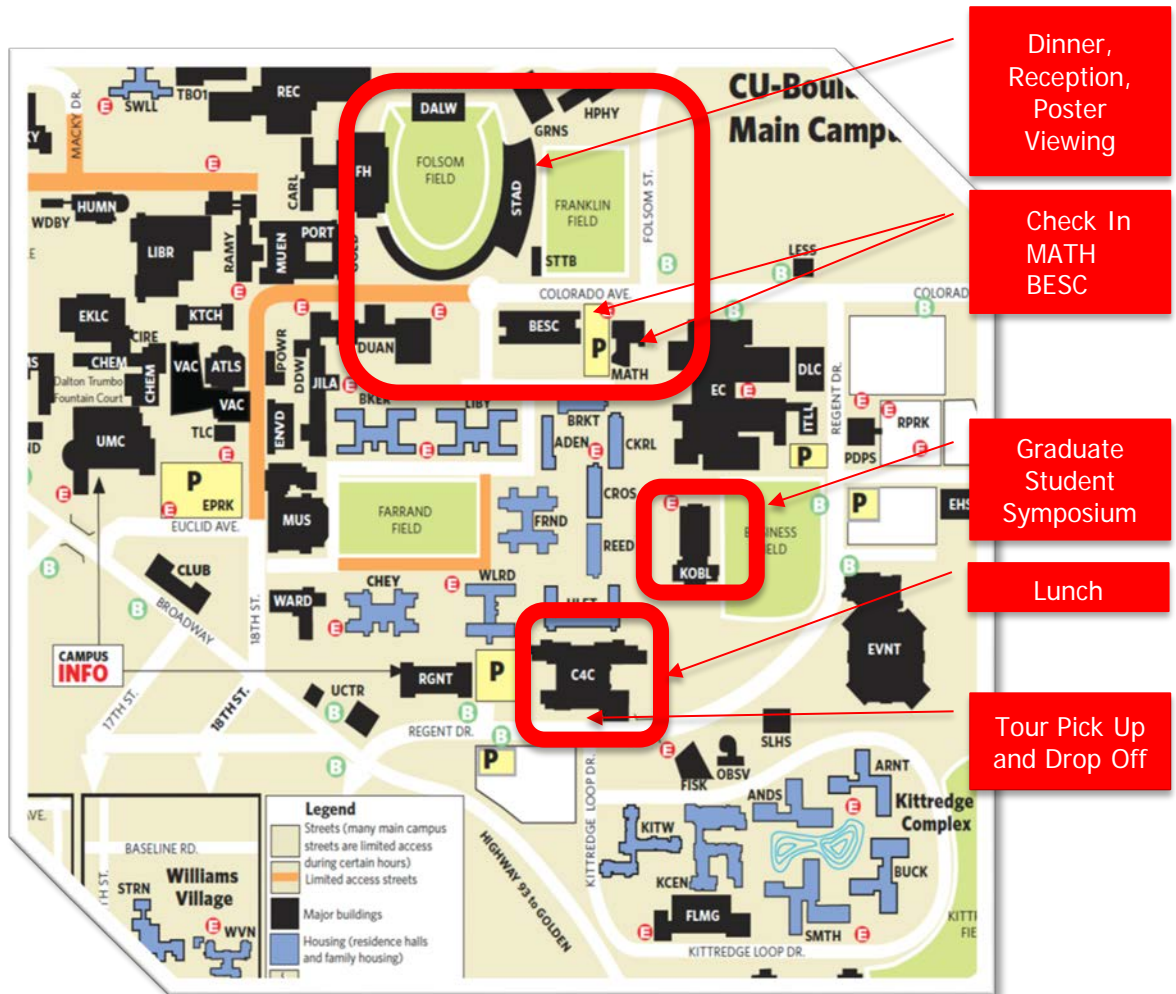 Dinner,
Reception,
Poster
Viewing
Check In
MATH
BESC
Graduate
Student
Symposium
Lunch
Tour Pick Up
and Drop Off
Main Camp
MACKY DR.
SWLL
TBO1
REC
DALW
GRNS
HPHY
FOLSOM
FIELD
FH
STAD
FRANKLIN
FIELD
FOLSOM ST.
CARL
HUMN
WDBY
LIBR
RAMY
MUEN
PORT
STTB
LESS
COLORADO AVE.
EKLC
CIRE
KTCH
CHEM
CHEM
Dalton Trumbo
Fountain Court
VAC
ATLS
VAC
TLC
UMC
POWR
DDW
JILA
ENVD
DUAN
BESC
P
MATH
EC
DLC
ITLL
REGENT DR.
RPRK
PDPS
P
P
EHS
BKER
LIBY
BRKT
ADEN
CKRL
CROS
REED
P
EPRK
EUCLID AVE.
MUS
FARRAND
FIELD
FRND
KOBL
CLUB
BROADWAY
18TH ST.
WARD
CHEY
WLRD
CAMPUS
INFO
RGNT
P
C4C
EVNT
UCTR
17TH ST.
18TH ST.
REGENT DR.
P
KITTREDGE LOOP DR.
FISK
OBSV
SLHS
ANDS
ARNT
Kittredge
Complex
KITW
KCEN
BUCK
FLMG
SMTH
KITTREDGE LOOP DR.
HIGHWAY 93 to GOLDEN
BASELINE RD.
Williams
Village
STRN
WVN
Legend
Streets (many main campus
streets are limited access
during certain hours)
Limited access streets
Major buildings
Housing (residence halls
and family housing)